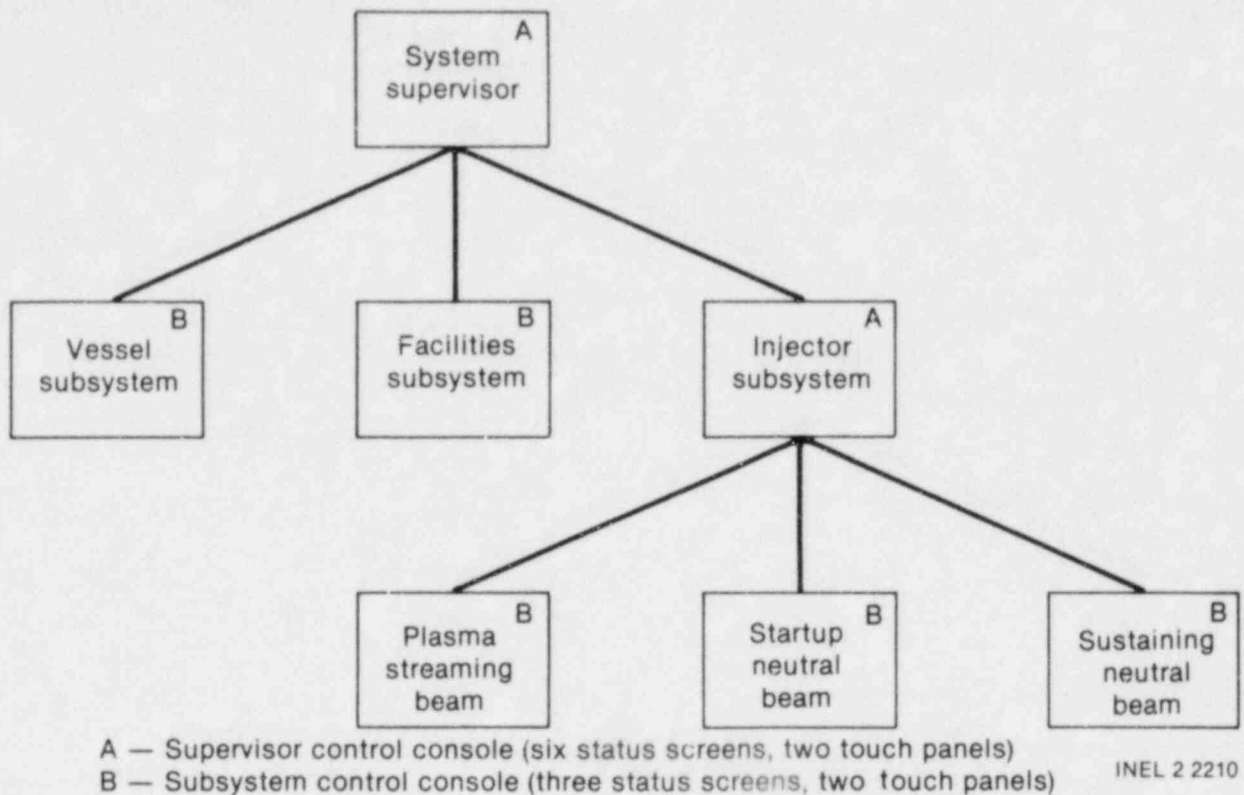 A
System
supervisor
B
Vessel
subsystem
B
Facilities
subsystem
A
Injector
subsystem
B
Plasma
streaming
beam
B
Startup
neutral
beam
B
Sustaining
neutral
beam
A — Supervisor control console (six status screens, two touch panels)
B — Subsystem control console (three status screens, two touch panels)
INEL 2 2210